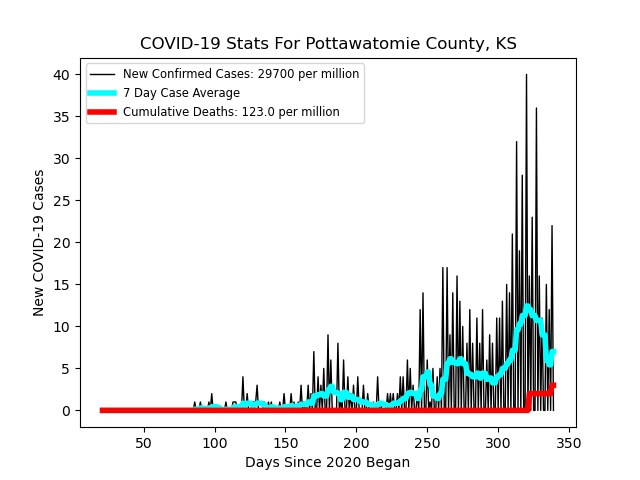 COVID-19 Stats For Pottawatomie County, KS
New Confirmed Cases: 29700 per million
7 Day Case Average
Cumulative Deaths: 123.0 per million
New COVID-19 Cases
40
35
30
25
20
15
10
5
0
50 100 150 200 250 300 350
Days Since 2020 Began